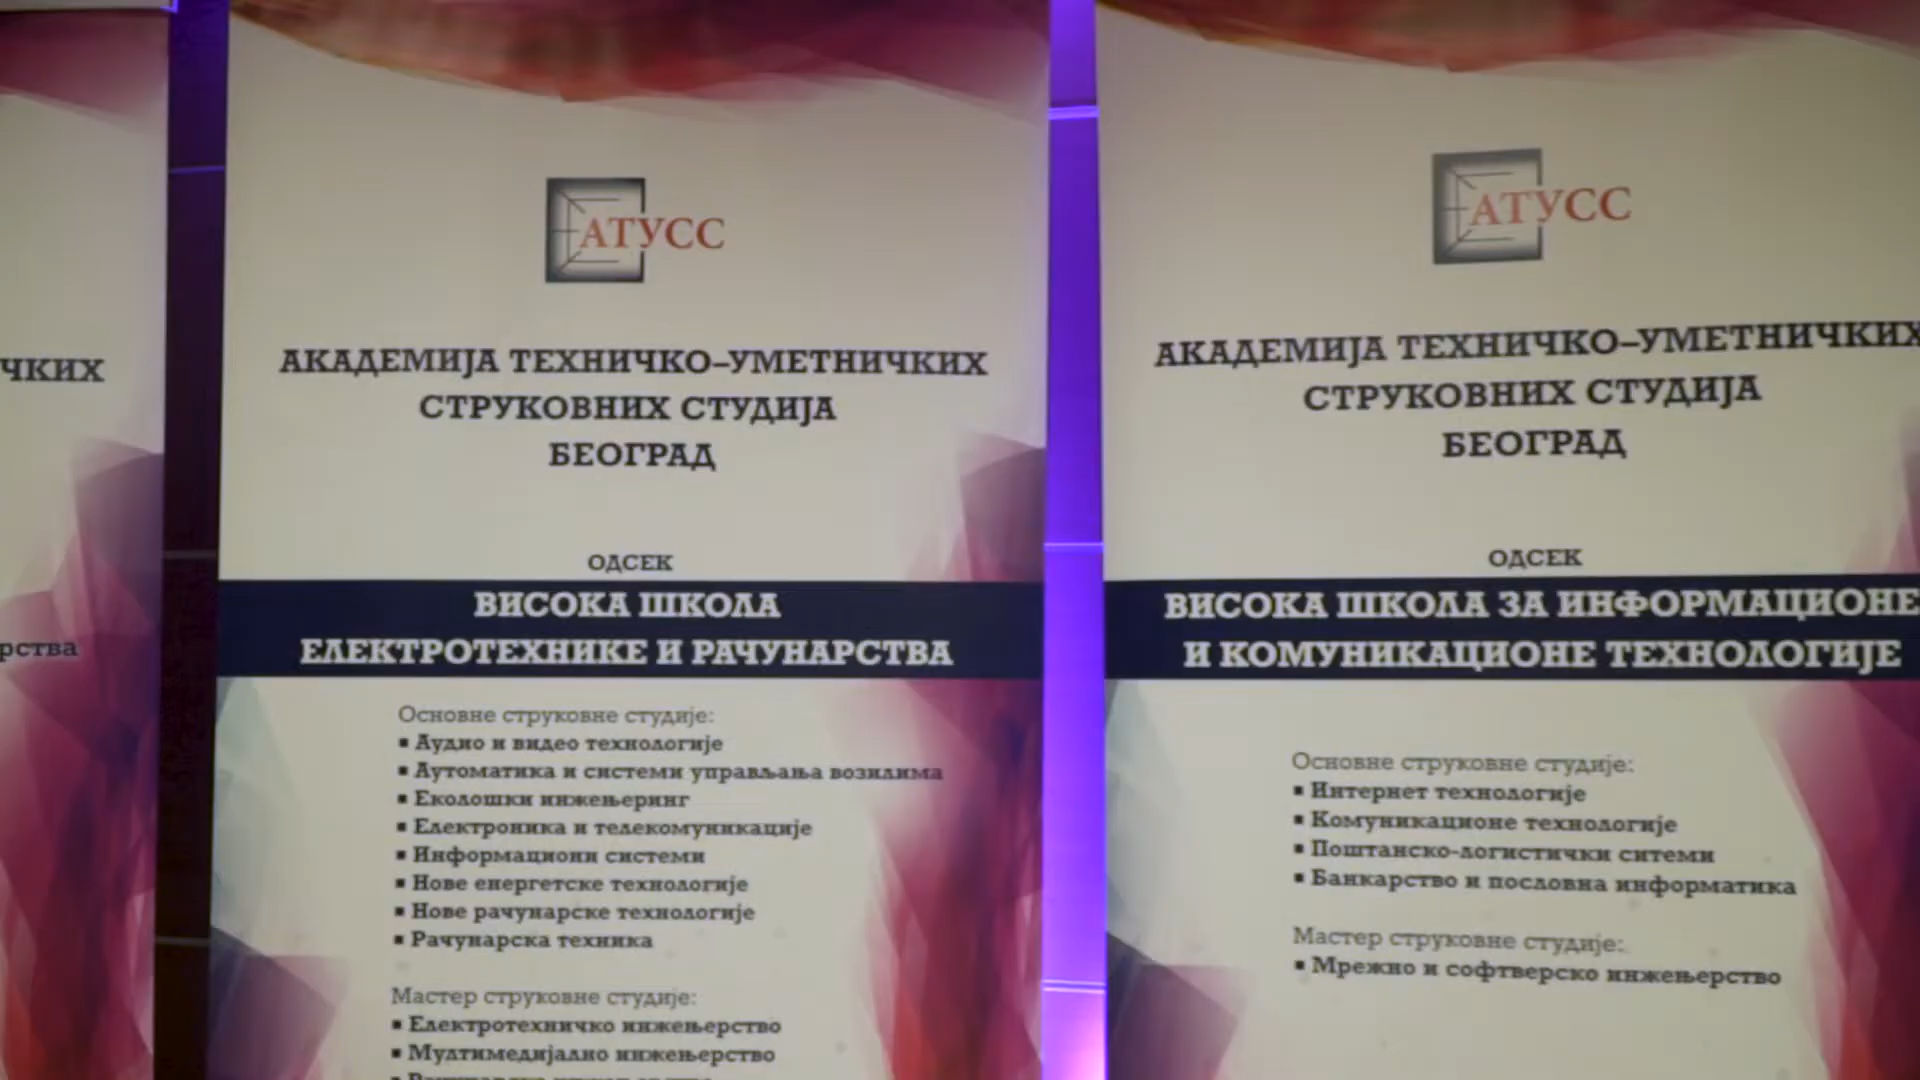 ЧКИХ
рства
АТУСС
АКАДЕМИЈА ТЕХНИЧКО–УМЕТНИЧКИХ
СТРУКОВНИХ СТУДИЈА
БЕОГРАД
ОДСЕК
ВИСОКА ШКОЛА
ЕЛЕКТРОТЕХНИКЕ И РАЧУНАРСТВА
Основне струковне студије:
▪ Аудио и видео технологије
▪ Аутоматика и системи управљања возилима
▪ Еколошки инжењеринг
▪ Електроника и телекомуникације
▪ Информациони системи
▪ Нове енергетске технологије
▪ Нове рачунарске технологије
▪ Рачунарска техника
Мастер струковне студије:
▪ Електротехничко инжењерство
▪ Мултимедијално инжењерство
АТУСС
АКАДЕМИЈА ТЕХНИЧКО–УМЕТНИЧКИХ
СТРУКОВНИХ СТУДИЈА
БЕОГРАД
ОДСЕК
ВИСОКА ШКОЛА ЗА ИНФОРМАЦИОНЕ
И КОМУНИКАЦИОНЕ ТЕХНОЛОГИЈЕ
Основне струковне студије:
▪ Интернет технологије
▪ Комуникационе технологије
▪ Поштанско-логистички ситеми
▪ Банкарство и пословна информатика
Мастер струковне студије:
▪ Мрежно и софтверско инжењерство